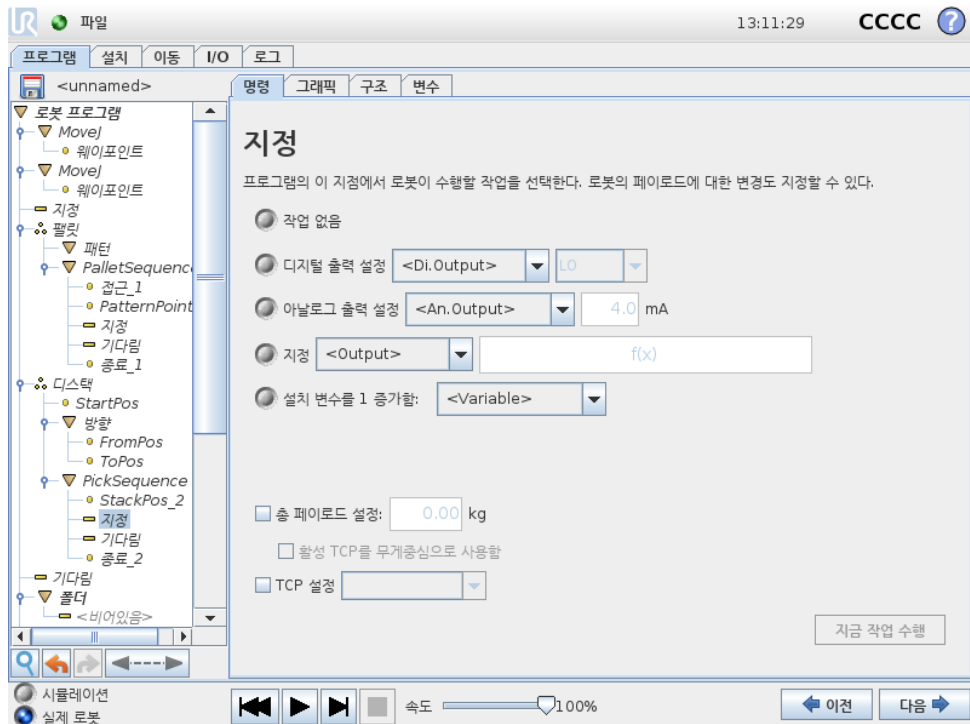 UR 파일 13:11:29 CCCC ?
프로그램 설치 이동 I/O 로그
<unnamed>
명령 그래픽 구조 변수
로봇 프로그램
MoveJ
웨이포인트
MoveJ
웨이포인트
지정
팔릿
패턴
PalletSequenc
접근_1
PatternPoint
지정
기다림
종료_1
디스택
StartPos
방향
FromPos
ToPos
PickSequence
StackPos_2
지정
기다림
종료_2
기다림
폴더
<비어있음>
지정
프로그램의 이 지점에서 로봇이 수행할 작업을 선택한다. 로봇의 페이로드에 대한 변경도 지정할 수 있다.
작업 없음
디지털 출력 설정 <Di.Output> LO
아날로그 출력 설정 <An.Output> 4.0 mA
지정 <Output> f(x)
설치 변수를 1 증가함: <Variable>
총 페이로드 설정: 0.00 kg
활성 TCP를 무게중심으로 사용함
TCP 설정
지금 작업 수행
시뮬레이션
실제 로봇
속도 100%
이전 다음